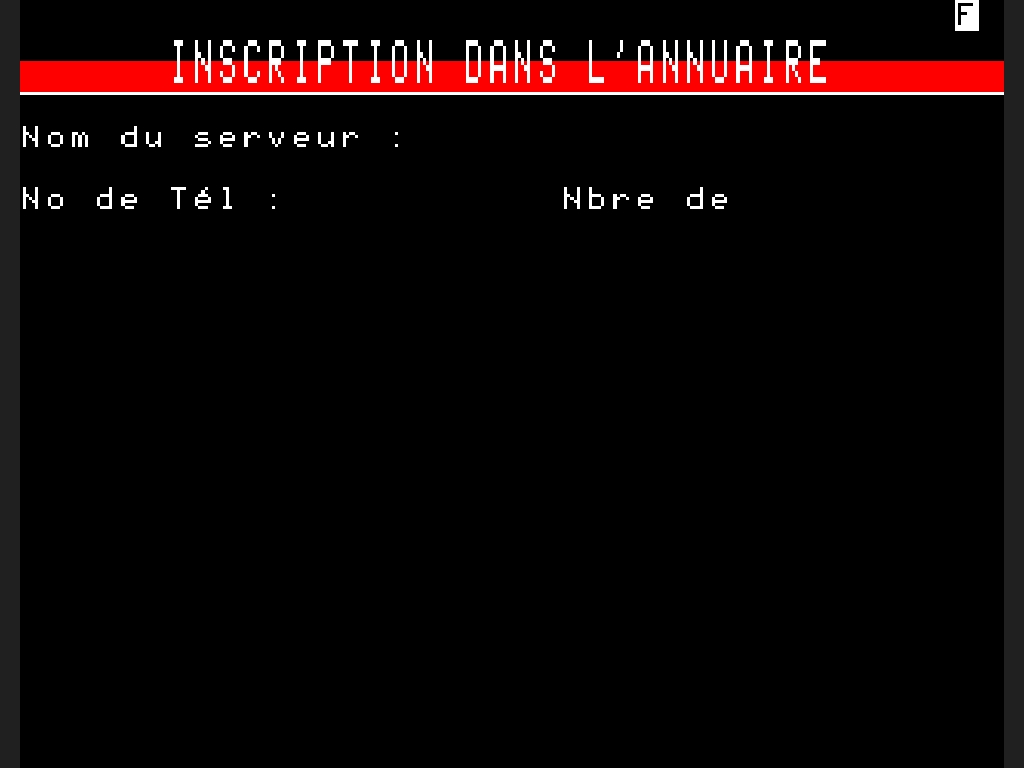 F
INSCRIPTION DANS L'ANNUAIRE
Nom du serveur :
No de Tél : Nbre de